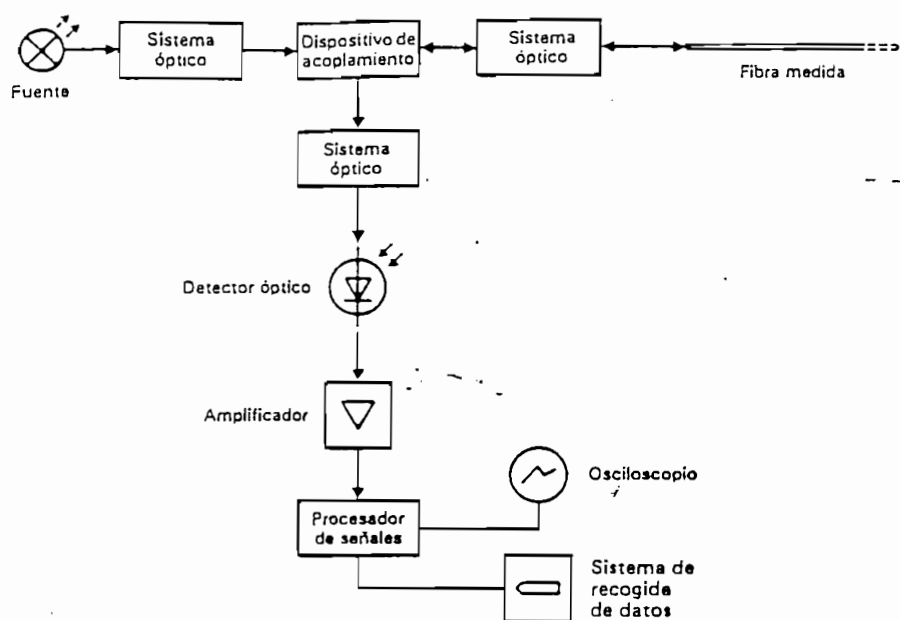 Sistema
óptico
Dispositivo de
acoplamiento
Sistema
óptico
Fuente
Fibra medida
Sistema
óptico
Detector óptico
Amplificador
Osciloscopio
Procesador
de señales
Sistema de
recogida
de datos